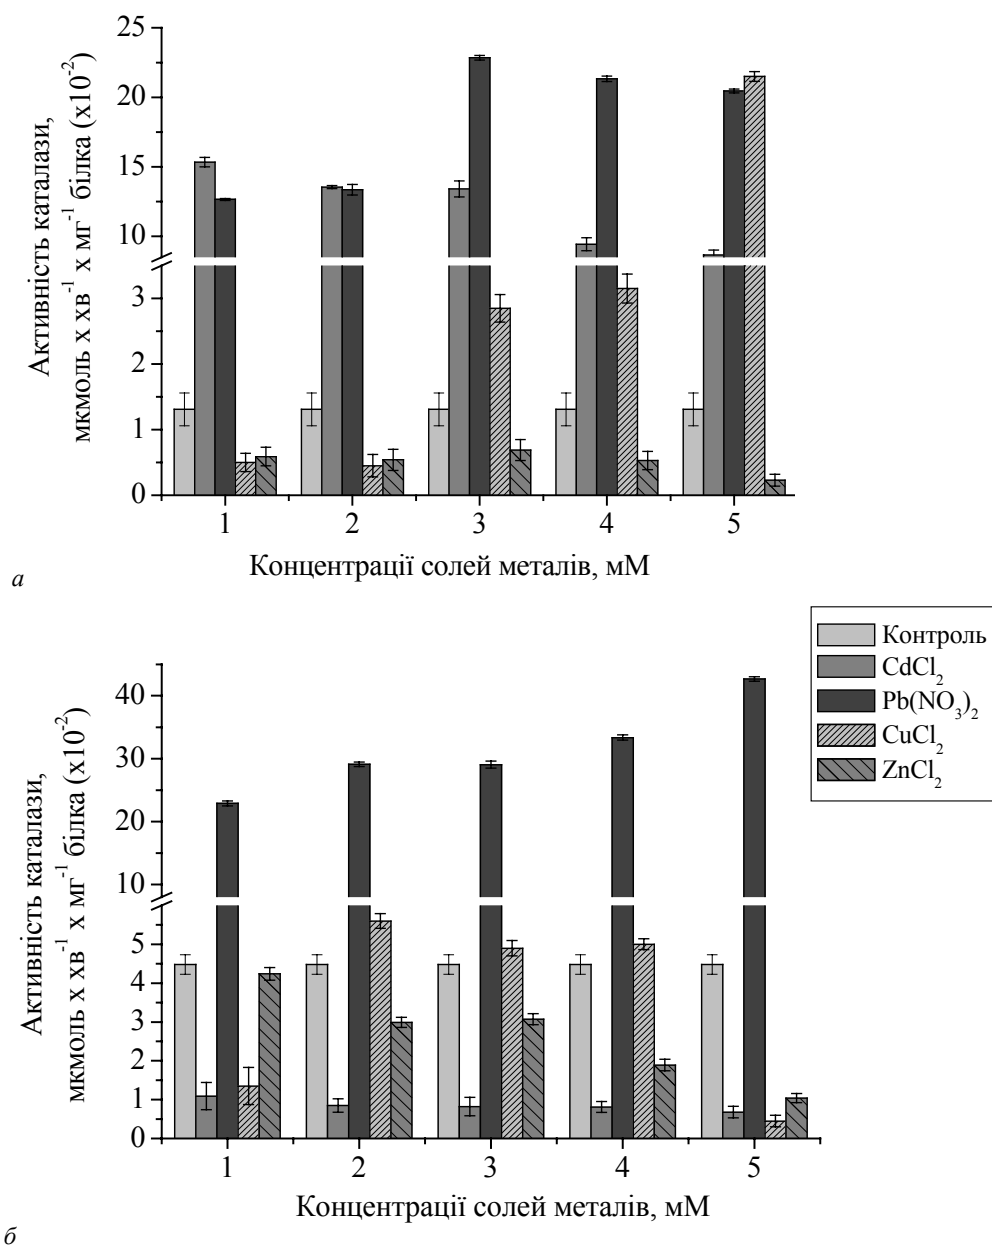 25
20
15
10
3
2
1
0
Активність каталази,
мкмоль х хв⁻¹ х мг⁻¹ білка (х10⁻²)
1 2 3 4 5
Концентрації солей металів, мМ
а
Контроль
CdCl₂
Pb(NO₃)₂
CuCl₂
ZnCl₂
40
30
20
10
5
4
3
2
1
0
Активність каталази,
мкмоль х хв⁻¹ х мг⁻¹ білка (х10⁻²)
1 2 3 4 5
Концентрації солей металів, мМ
б